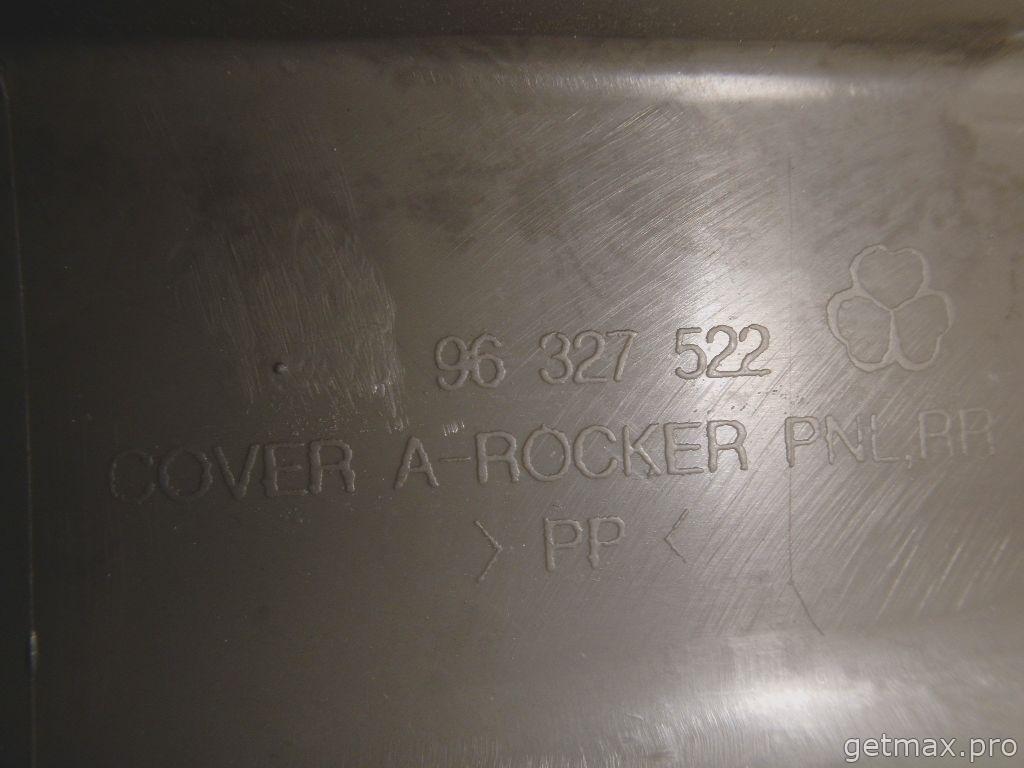 96 327 522
COVER A-ROCKER PNL,RR
> PP <
getmax.pro